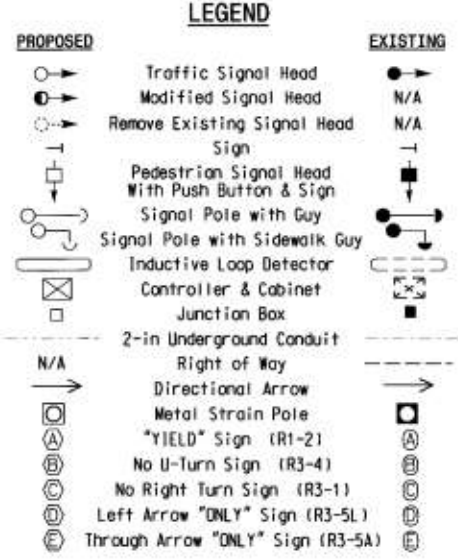 LEGEND
PROPOSED EXISTING
Traffic Signal Head
Modified Signal Head N/A
Remove Existing Signal Head N/A
Sign
Pedestrian Signal Head
With Push Button & Sign
Signal Pole with Guy
Signal Pole with Sidewalk Guy
Inductive Loop Detector
Controller & Cabinet
Junction Box
2-in Underground Conduit
N/A Right of Way
Directional Arrow
Metal Strain Pole
A "YIELD" Sign (R1-2) A
B No U-Turn Sign (R3-4) B
C No Right Turn Sign (R3-1) C
D Left Arrow "ONLY" Sign (R3-5L) D
E Through Arrow "ONLY" Sign (R3-5A) E